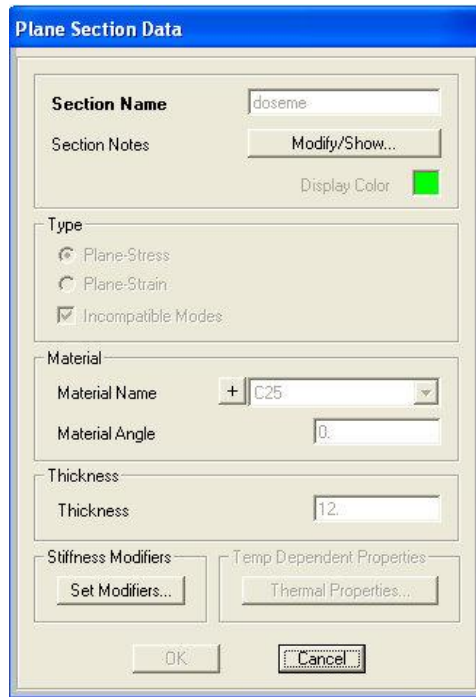 Plane Section Data
Section Name doseme
Section Notes Modify/Show...
Display Color
Type
Plane-Stress
Plane-Strain
Incompatible Modes
Material
Material Name + C25
Material Angle 0.
Thickness
Thickness 12.
Stiffness Modifiers Temp Dependent Properties
Set Modifiers... Thermal Properties...
OK Cancel